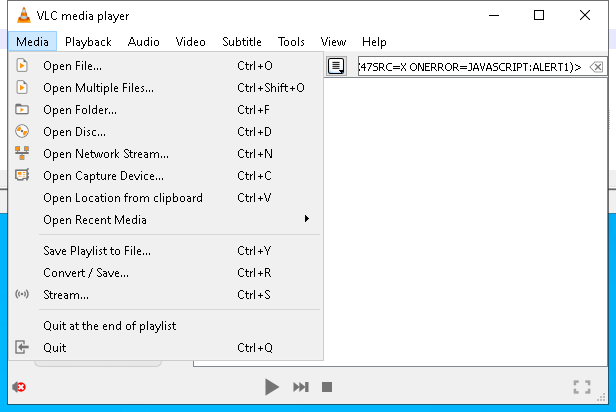 VLC media player
Media Playback Audio Video Subtitle Tools View Help
Open File... Ctrl+O
Open Multiple Files... Ctrl+Shift+O
Open Folder... Ctrl+F
Open Disc... Ctrl+D
Open Network Stream... Ctrl+N
Open Capture Device... Ctrl+C
Open Location from clipboard Ctrl+V
Open Recent Media
Save Playlist to File... Ctrl+Y
Convert / Save... Ctrl+R
Stream... Ctrl+S
Quit at the end of playlist
Quit Ctrl+Q
47SRC=X ONERROR=JAVASCRIPT:ALERT1)>